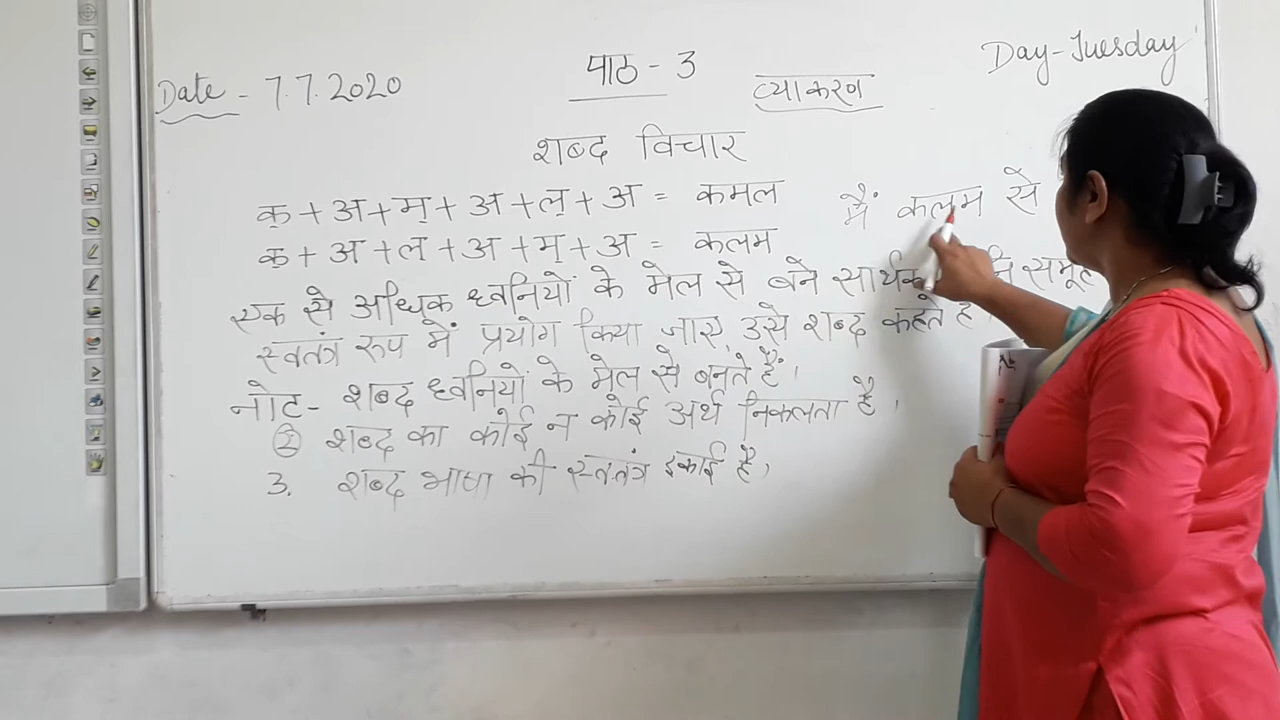 Date - 7.7.2020
पाठ - 3
व्याकरण
Day-Tuesday
शब्द विचार
क् + अ + म् + अ + ल् + अ = कमल
मैं कलम से
क् + अ + ल् + अ + म् + अ = कलम
एक से अधिक ध्वनियों के मेल से बने सार्थक समूह
स्वतंत्र रूप में प्रयोग किया जाए, उसे शब्द कहते हैं।
नोट- शब्द ध्वनियों के मेल से बनते हैं।
② शब्द का कोई न कोई अर्थ निकलता है।
3. शब्द भाषा की स्वतंत्र इकाई है,